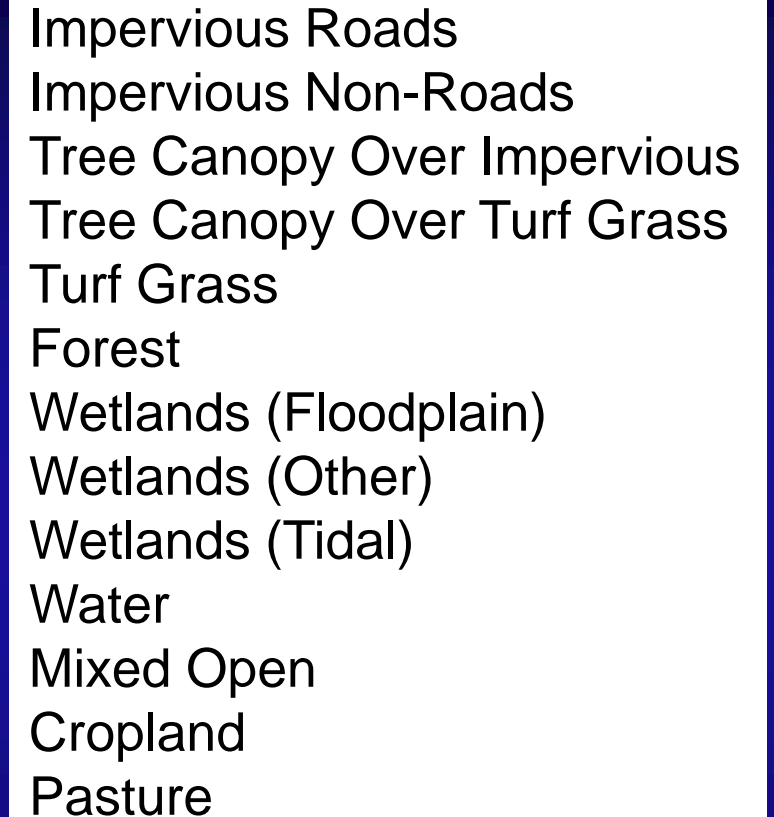 Impervious Roads
Impervious Non-Roads
Tree Canopy Over Impervious
Tree Canopy Over Turf Grass
Turf Grass
Forest
Wetlands (Floodplain)
Wetlands (Other)
Wetlands (Tidal)
Water
Mixed Open
Cropland
Pasture